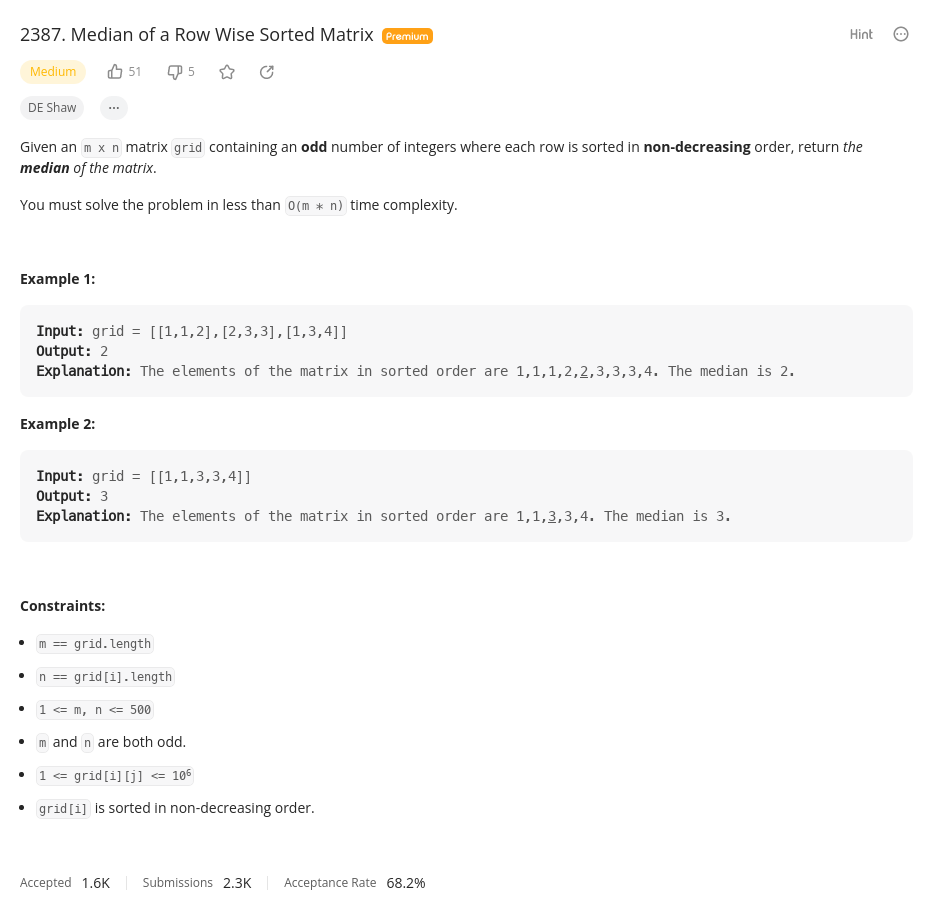 2387. Median of a Row Wise Sorted Matrix Premium Hint
Medium 51 5
DE Shaw ...
Given an m x n matrix grid containing an odd number of integers where each row is sorted in non-decreasing order, return the
median of the matrix.
You must solve the problem in less than O(m * n) time complexity.
Example 1:
Input: grid = [[1,1,2],[2,3,3],[1,3,4]]
Output: 2
Explanation: The elements of the matrix in sorted order are 1,1,1,2,2,3,3,3,4. The median is 2.
Example 2:
Input: grid = [[1,1,3,3,4]]
Output: 3
Explanation: The elements of the matrix in sorted order are 1,1,3,3,4. The median is 3.
Constraints:
• m == grid.length
• n == grid[i].length
• 1 <= m, n <= 500
• m and n are both odd.
• 1 <= grid[i][j] <= 10⁶
• grid[i] is sorted in non-decreasing order.
Accepted 1.6K Submissions 2.3K Acceptance Rate 68.2%